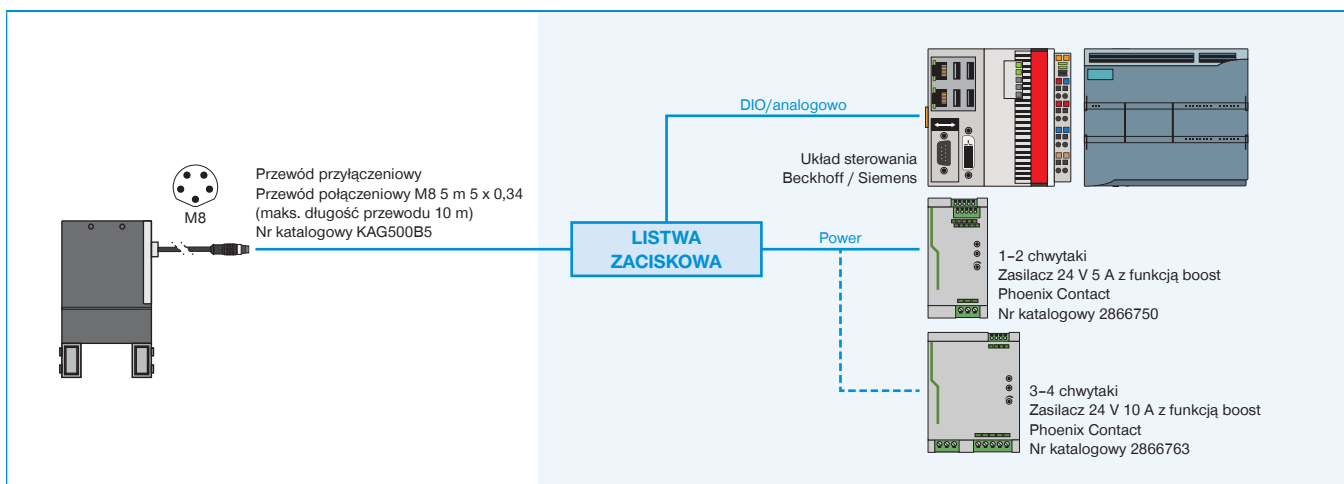 DIO/analogowo
Układ sterowania
Beckhoff / Siemens
M8
Przewód przyłączeniowy
Przewód połączeniowy M8 5 m 5 x 0,34
(maks. długość przewodu 10 m)
Nr katalogowy KAG500B5
LISTWA
ZACISKOWA
Power
1–2 chwytaki
Zasilacz 24 V 5 A z funkcją boost
Phoenix Contact
Nr katalogowy 2866750
3–4 chwytaki
Zasilacz 24 V 10 A z funkcją boost
Phoenix Contact
Nr katalogowy 2866763